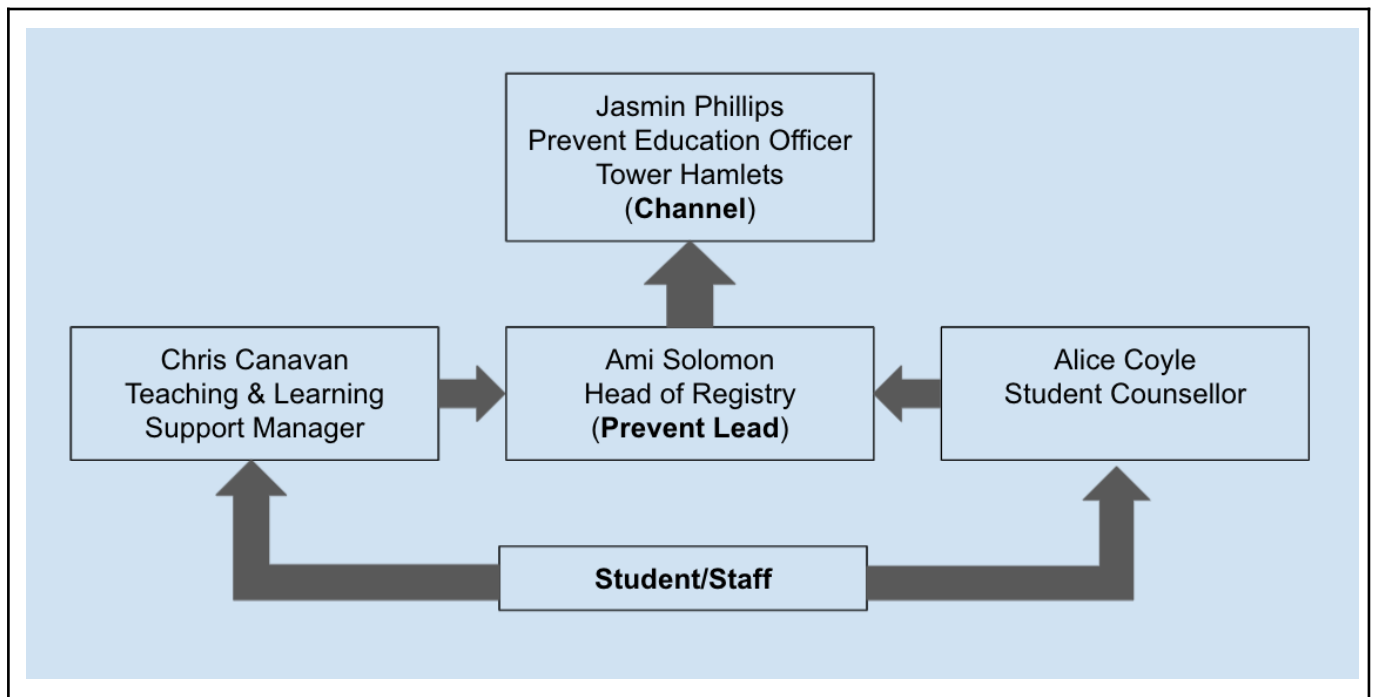 Jasmin Phillips
Prevent Education Officer
Tower Hamlets
(Channel)
Chris Canavan
Teaching & Learning
Support Manager
Ami Solomon
Head of Registry
(Prevent Lead)
Alice Coyle
Student Counsellor
Student/Staff